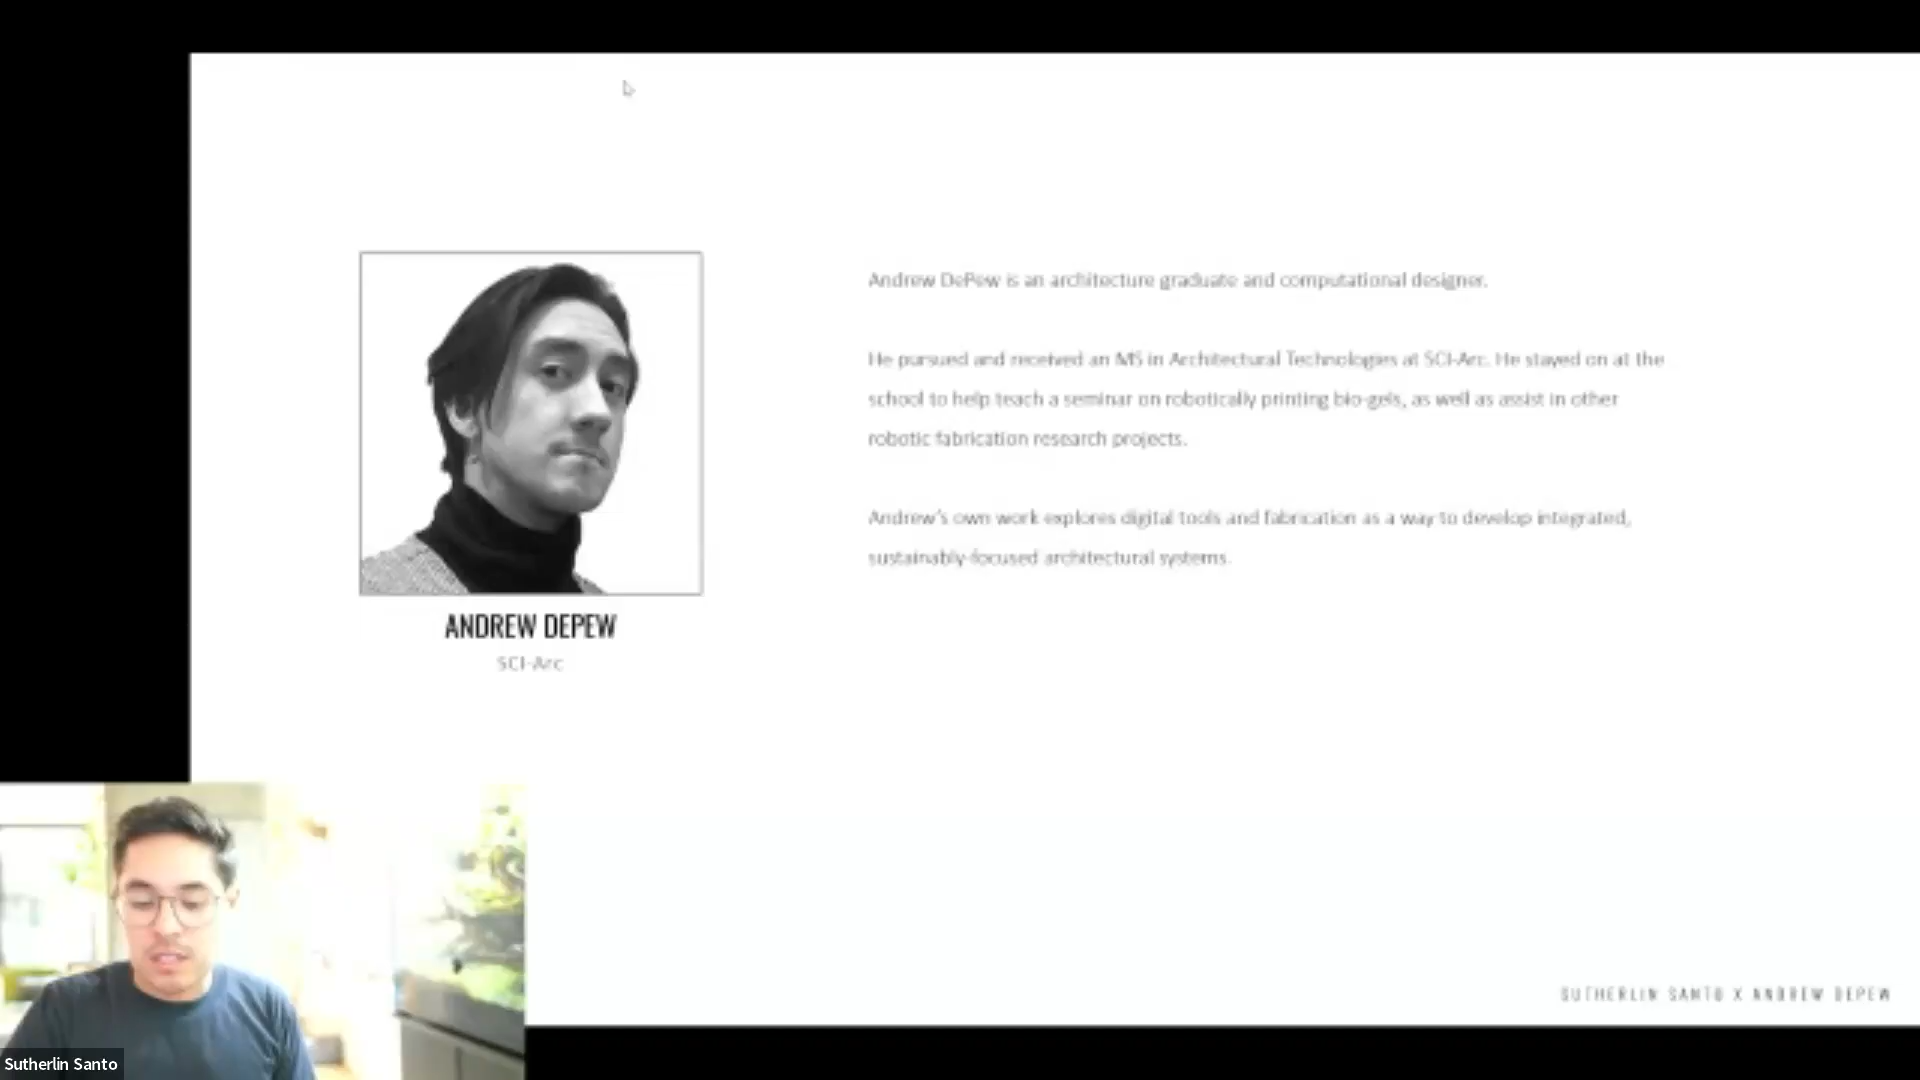 Andrew DePew is an architecture graduate and computational designer.
He pursued and received an MS in Architectural Technologies at SCI-Arc. He stayed on at the
school to help teach a seminar on robotically printing bio-gels, as well as assist in other
robotic fabrication research projects.
Andrew's own work explores digital tools and fabrication as a way to develop integrated,
sustainably-focused architectural systems.
ANDREW DEPEW
SCI-Arc
SUTHERLIN SANTO X ANDREW DEPEW
Sutherlin Santo